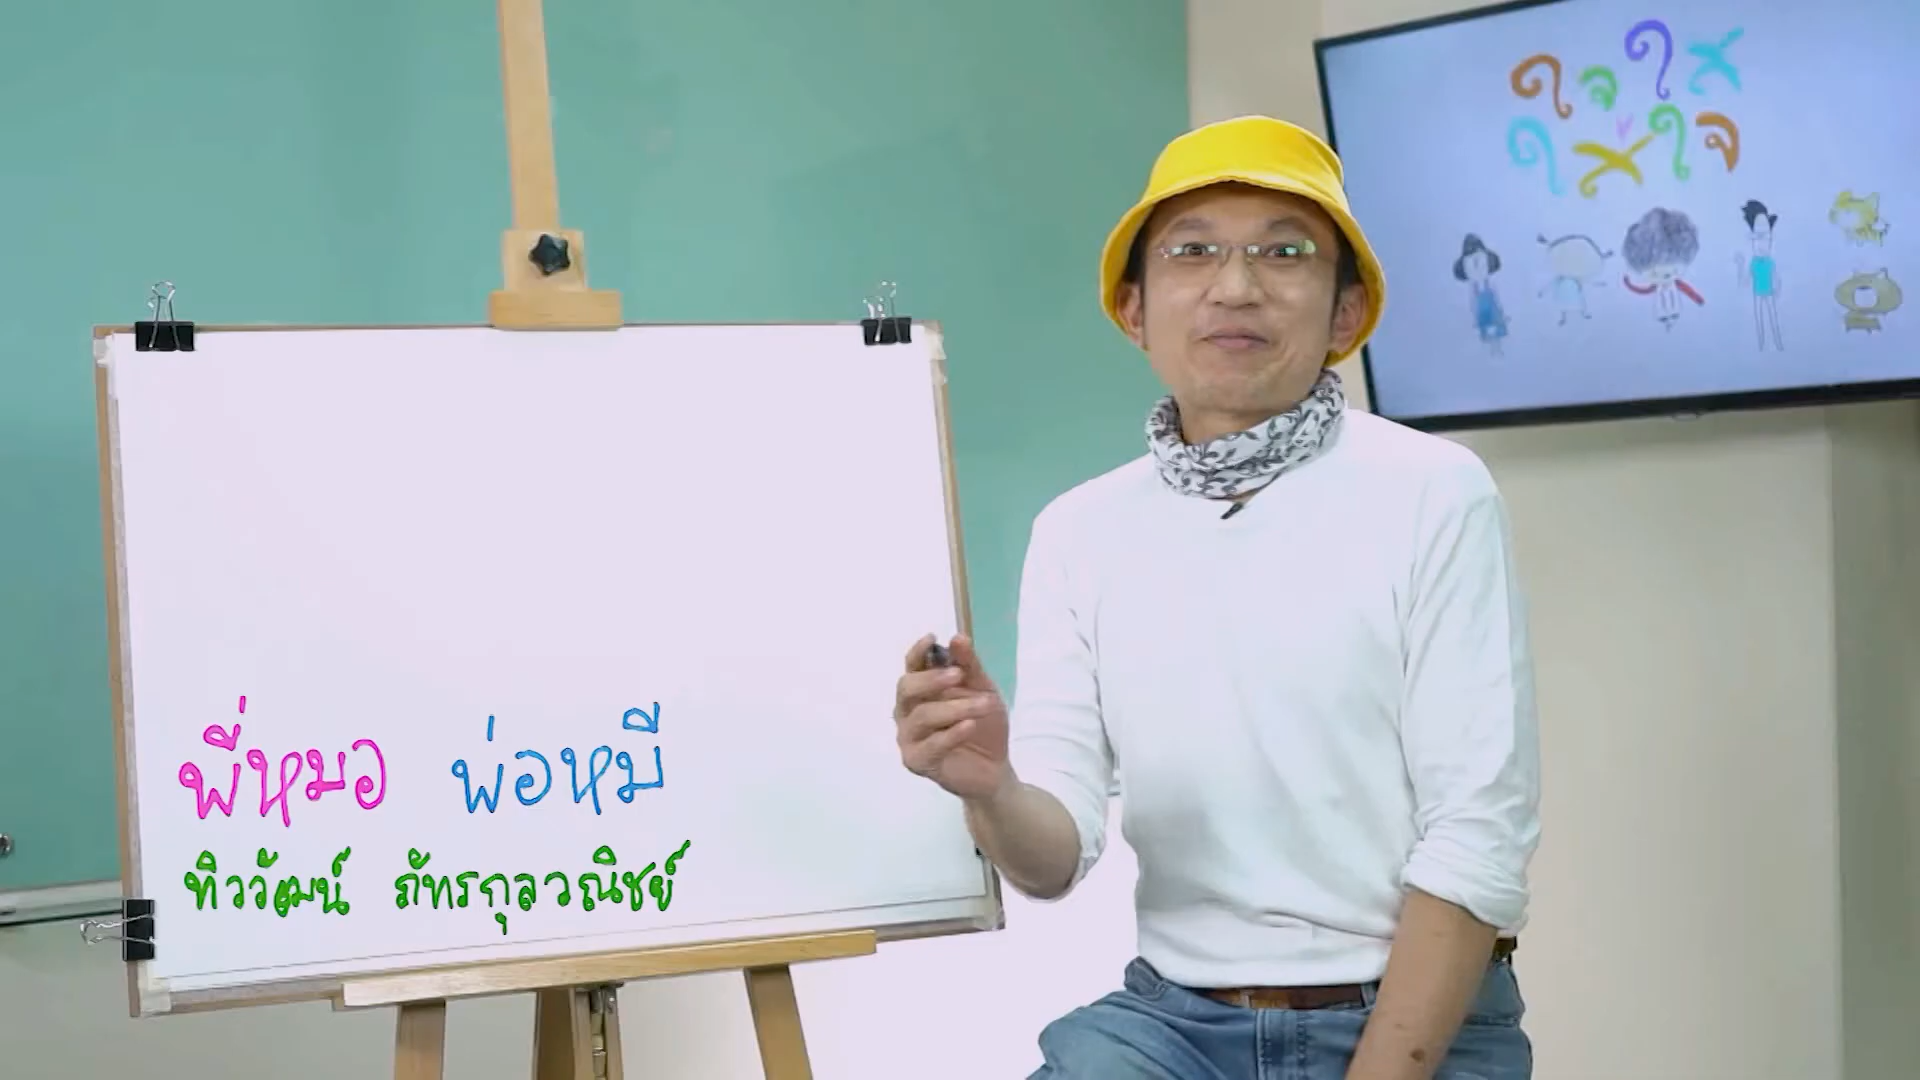 ใจใส
ใสใจ
พี่หมอ พ่อหมี
ทิววัฒน์ ภัทรกุลวณิชย์